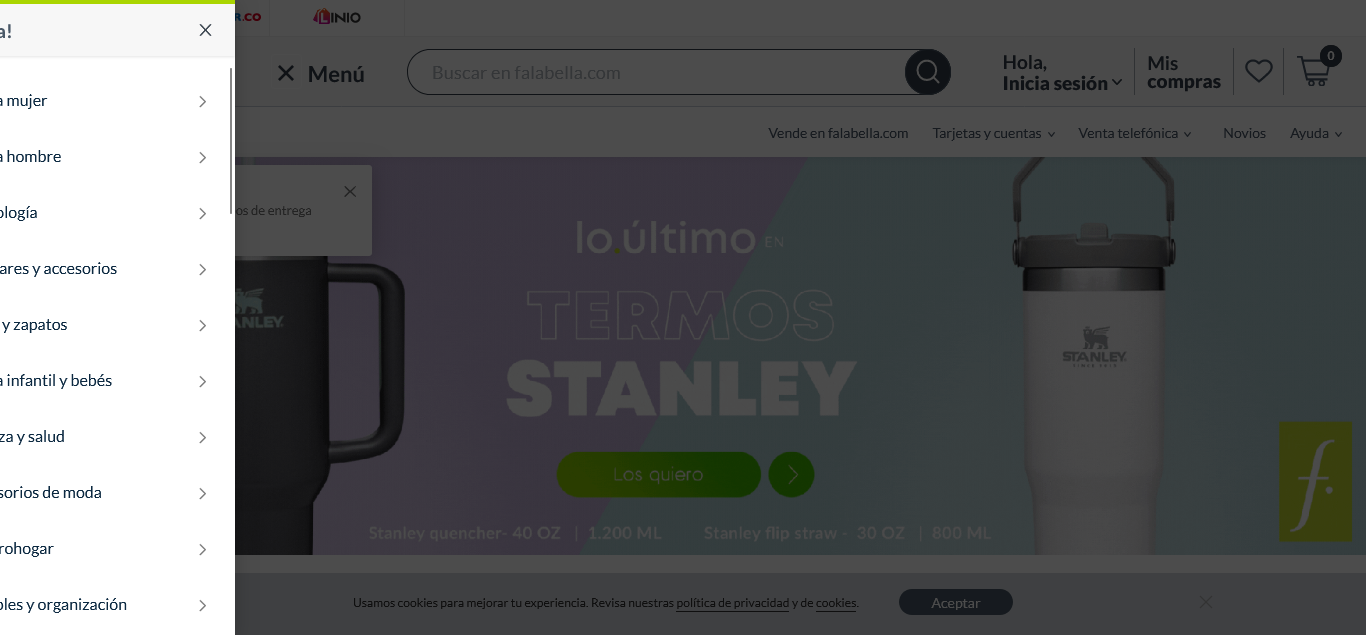 a!
R.CO
LINIO
Menú
Buscar en falabella.com
Hola,
Inicia sesión
Mis
compras
0
Vende en falabella.com
Tarjetas y cuentas
Venta telefónica
Novios
Ayuda
a mujer
a hombre
ología
ares y accesorios
y zapatos
a infantil y bebés
za y salud
sorios de moda
rohogar
les y organización
os de entrega
lo.último EN
TERMOS
STANLEY
Los quiero
Stanley quencher- 40 OZ | 1.200 ML
Stanley flip straw - 30 OZ | 800 ML
ANLEY
STANLEY
f.
Usamos cookies para mejorar tu experiencia. Revisa nuestras política de privacidad y de cookies.
Aceptar